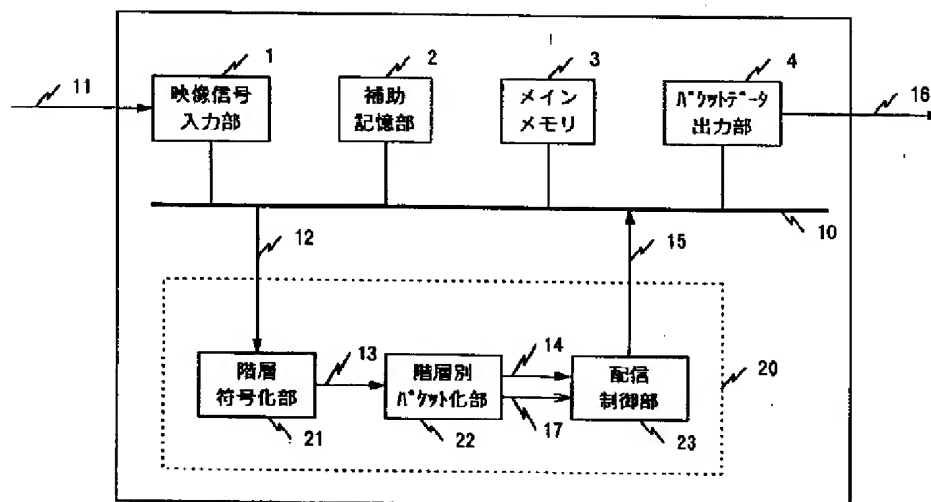 1
2
3
4
11
映像信号
入力部
補助
記憶部
メイン
メモリ
パケットデータ
出力部
16
10
12
15
13
14
20
階層
符号化部
階層別
パケット化部
配信
制御部
17
21
22
23